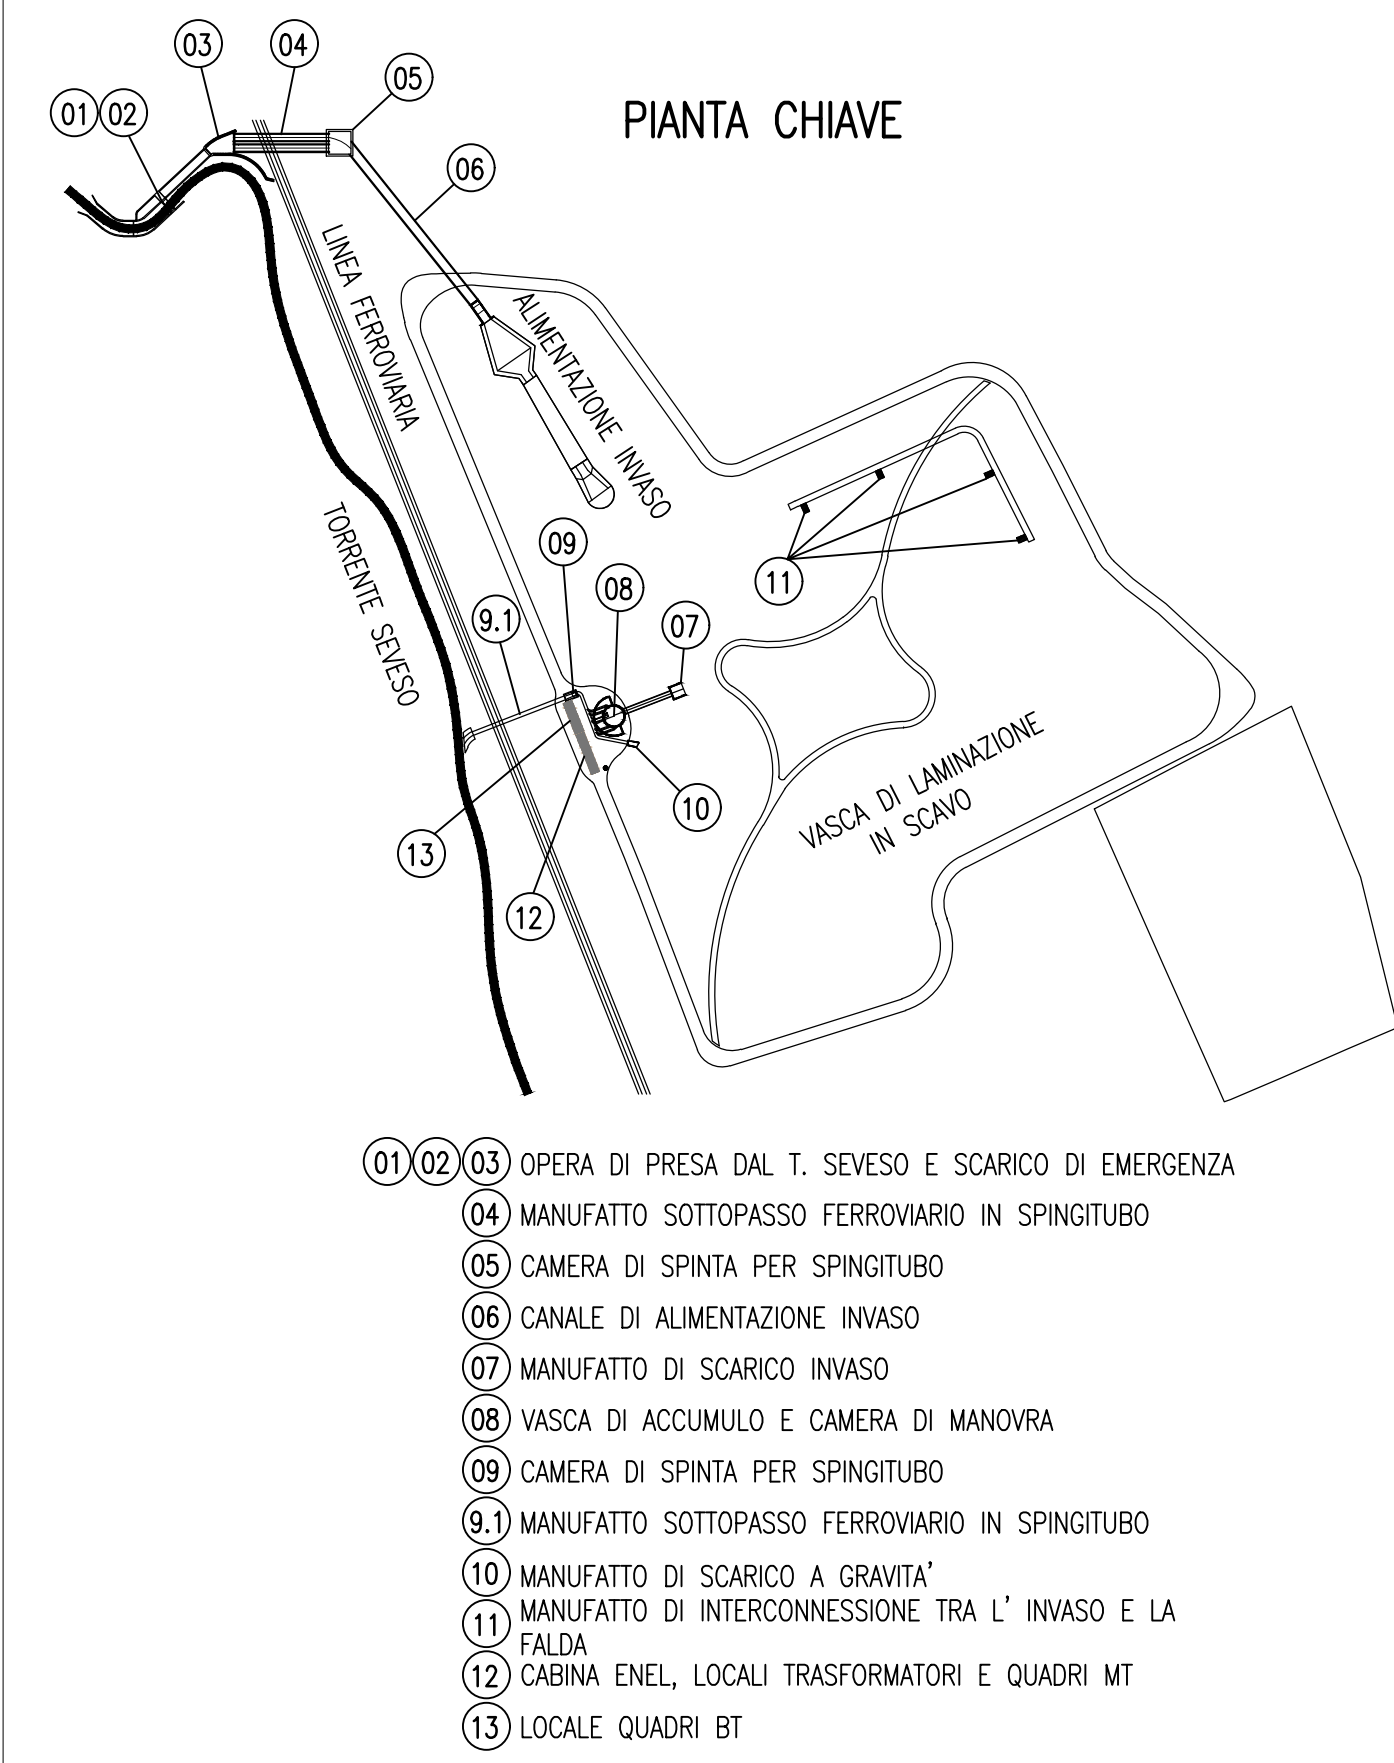 03
04
05
01
02
PIANTA CHIAVE
06
LINEA FERROVIARIA
ALIMENTAZIONE INVASO
TORRENTE SEVESO
09
08
11
9.1
07
VASCA DI LAMINAZIONE
IN SCAVO
10
13
12
01 02 03 OPERA DI PRESA DAL T. SEVESO E SCARICO DI EMERGENZA
04 MANUFATTO SOTTOPASSO FERROVIARIO IN SPINGITUBO
05 CAMERA DI SPINTA PER SPINGITUBO
06 CANALE DI ALIMENTAZIONE INVASO
07 MANUFATTO DI SCARICO INVASO
08 VASCA DI ACCUMULO E CAMERA DI MANOVRA
09 CAMERA DI SPINTA PER SPINGITUBO
9.1 MANUFATTO SOTTOPASSO FERROVIARIO IN SPINGITUBO
10 MANUFATTO DI SCARICO A GRAVITA'
11 MANUFATTO DI INTERCONNESSIONE TRA L' INVASO E LA
FALDA
12 CABINA ENEL, LOCALI TRASFORMATORI E QUADRI MT
13 LOCALE QUADRI BT